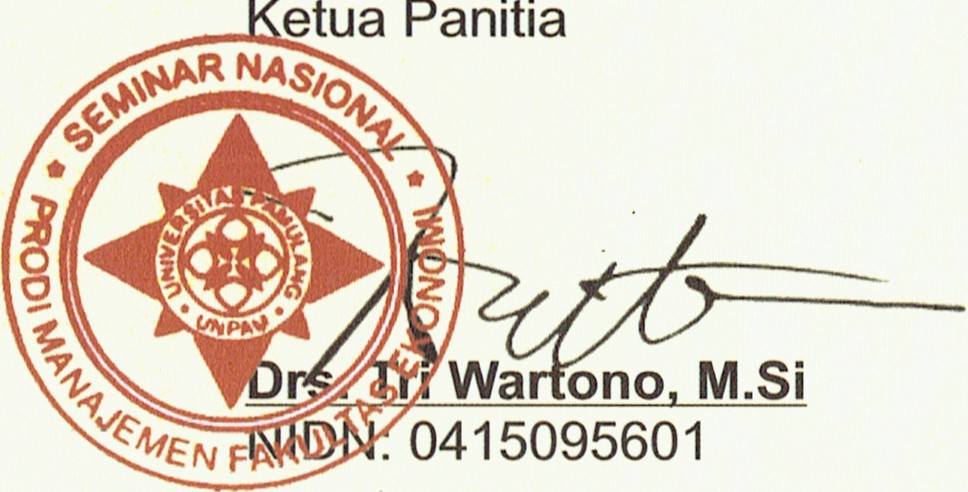 Ketua Panitia
SEMINAR NASIONAL
PRODI MANAJEMEN FAKULTAS EKONOMI
UNIVERSITAS PAMULANG
UNPAM
Drs. Tri Wartono, M.Si
NIDN: 0415095601